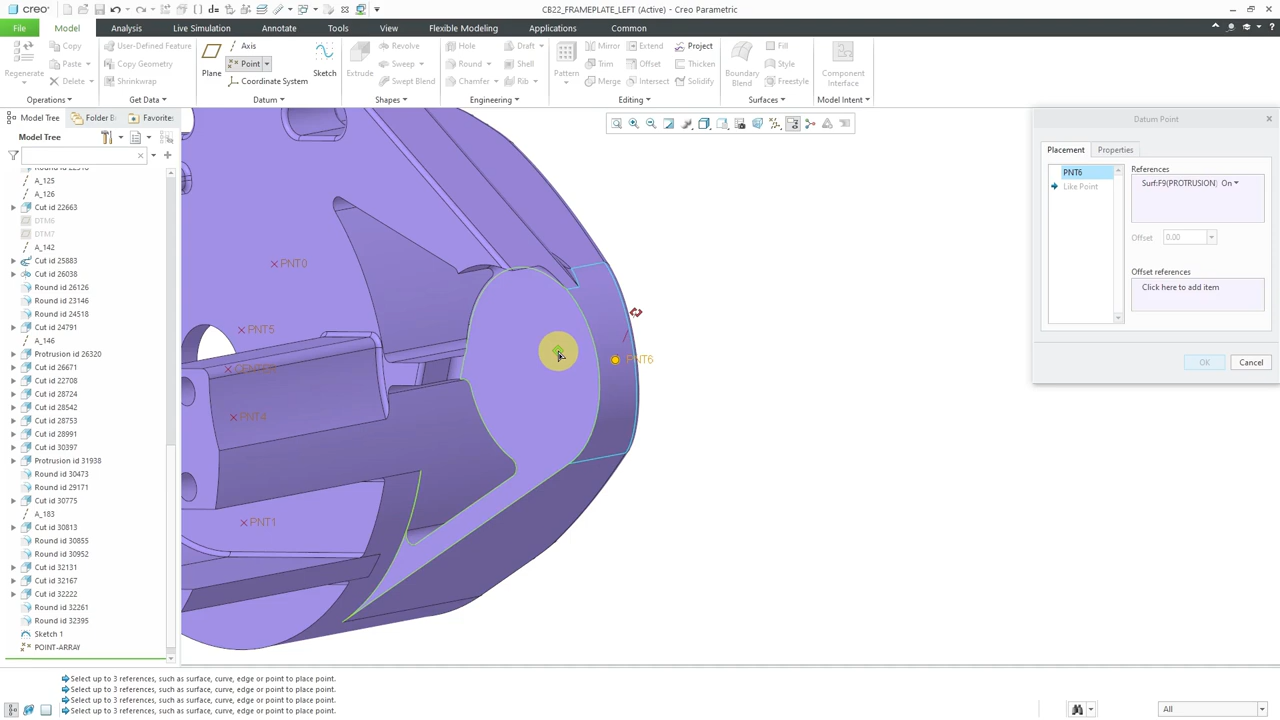 creo
CB22_FRAMEPLATE_LEFT (Active) - Creo Parametric
File Model Analysis Live Simulation Annotate Tools View Flexible Modeling Applications Common
Regenerate
Copy
Paste
Delete
Operations
User-Defined Feature
Copy Geometry
Shrinkwrap
Get Data
Plane
Axis
Point
Coordinate System
Sketch
Datum
Extrude
Revolve
Sweep
Swept Blend
Shapes
Hole
Round
Chamfer
Draft
Shell
Rib
Engineering
Pattern
Mirror
Trim
Merge
Extend
Offset
Intersect
Project
Thicken
Solidify
Editing
Boundary Blend
Fill
Style
Freestyle
Surfaces
Component Interface
Model Intent
Model Tree
Folder B
Favorite
Model Tree
A_125
A_126
Cut id 22663
DTM6
DTM7
A_142
Cut id 25883
Cut id 26038
Round id 26126
Round id 23146
Round id 24518
Cut id 24791
A_146
Protrusion id 26320
Cut id 26671
Cut id 22708
Cut id 28724
Cut id 28542
Cut id 28753
Cut id 28991
Cut id 30397
Protrusion id 31938
Round id 30473
Round id 29171
Cut id 30775
A_183
Cut id 30813
Round id 30855
Round id 30952
Cut id 32131
Cut id 32167
Cut id 32222
Round id 32261
Round id 32395
Sketch 1
POINT-ARRAY
PNT0
PNT5
PNT4
PNT1
PNT6
Datum Point
Placement Properties
PNT6
Like Point
References
Surf:F9(PROTRUSION) On
Offset 0.00
Offset references
Click here to add item
OK Cancel
Select up to 3 references, such as surface, curve, edge or point to place point.
Select up to 3 references, such as surface, curve, edge or point to place point.
Select up to 3 references, such as surface, curve, edge or point to place point.
Select up to 3 references, such as surface, curve, edge or point to place point.
All